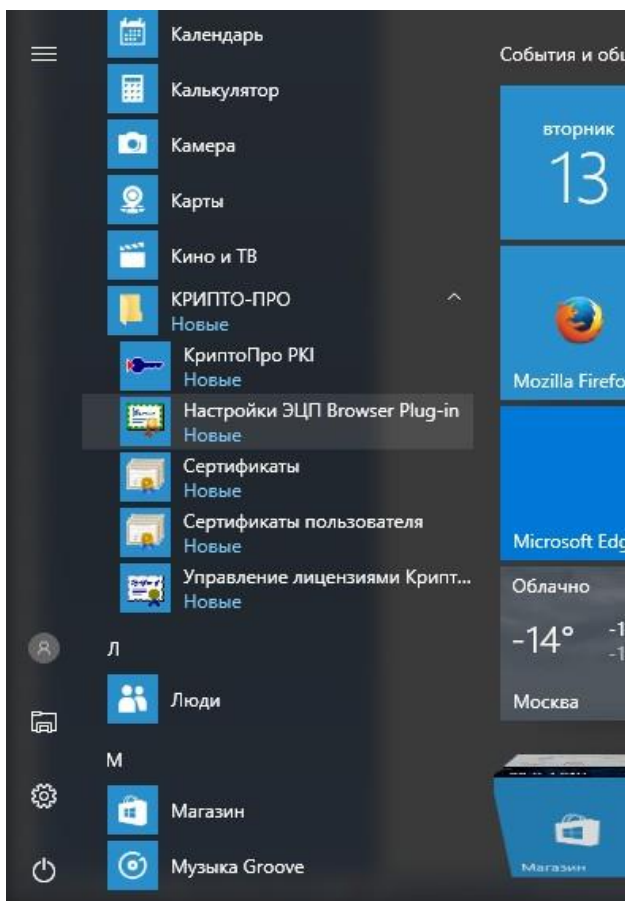 Календарь
Калькулятор
Камера
Карты
Кино и ТВ
КРИПТО-ПРО
Новые
КриптоПро PKI
Новые
Настройки ЭЦП Browser Plug-in
Новые
Сертификаты
Новые
Сертификаты пользователя
Новые
Управление лицензиями Крипт...
Новые
Л
Люди
М
Магазин
Музыка Groove
События и общ
вторник
13
Mozilla Firefo
Microsoft Edg
Облачно
-14°
-1
-1
Москва
Магазин